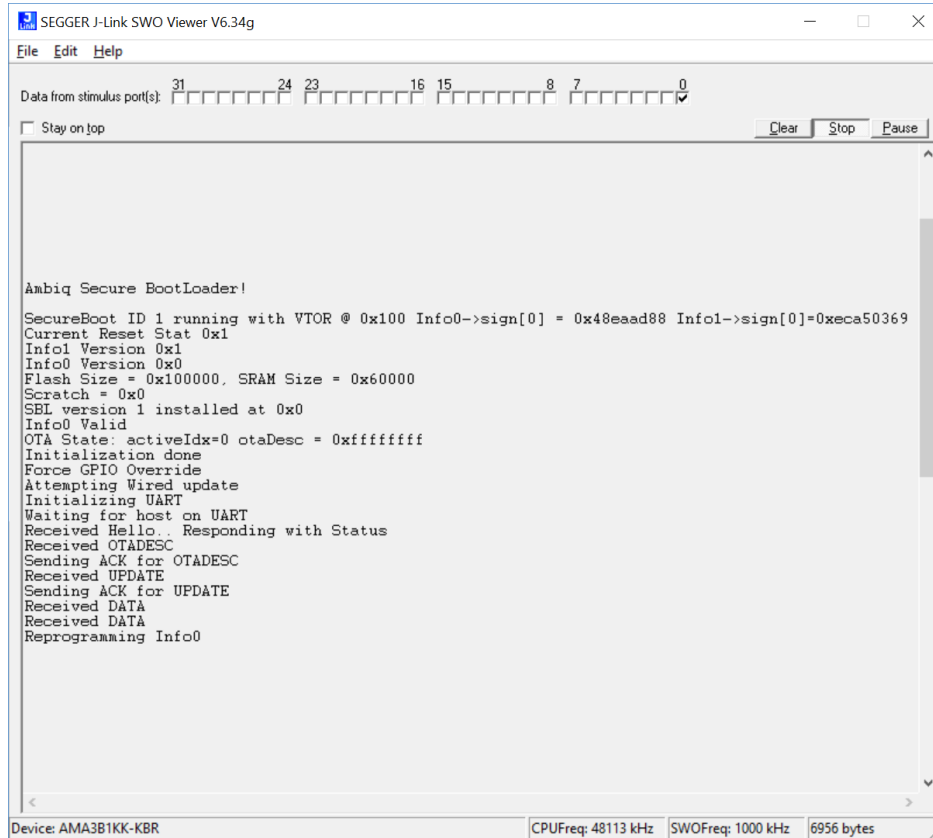 J Link SEGGER J-Link SWO Viewer V6.34g
File Edit Help
31 24 23 16 15 8 7 0
Data from stimulus port(s):
Stay on top
Clear Stop Pause
Ambiq Secure BootLoader!
SecureBoot ID 1 running with VTOR @ 0x100 Info0->sign[0] = 0x48eaad88 Info1->sign[0]=0xeca50369
Current Reset Stat 0x1
Info1 Version 0x1
Info0 Version 0x0
Flash Size = 0x100000, SRAM Size = 0x60000
Scratch = 0x0
SBL version 1 installed at 0x0
Info0 Valid
OTA State: activeIdx=0 otaDesc = 0xffffffff
Initialization done
Force GPIO Override
Attempting Wired update
Initializing UART
Waiting for host on UART
Received Hello.. Responding with Status
Received OTADESC
Sending ACK for OTADESC
Received UPDATE
Sending ACK for UPDATE
Received DATA
Received DATA
Reprogramming Info0
Device: AMA3B1KK-KBR CPUFreq: 48113 kHz SWOFreq: 1000 kHz 6956 bytes